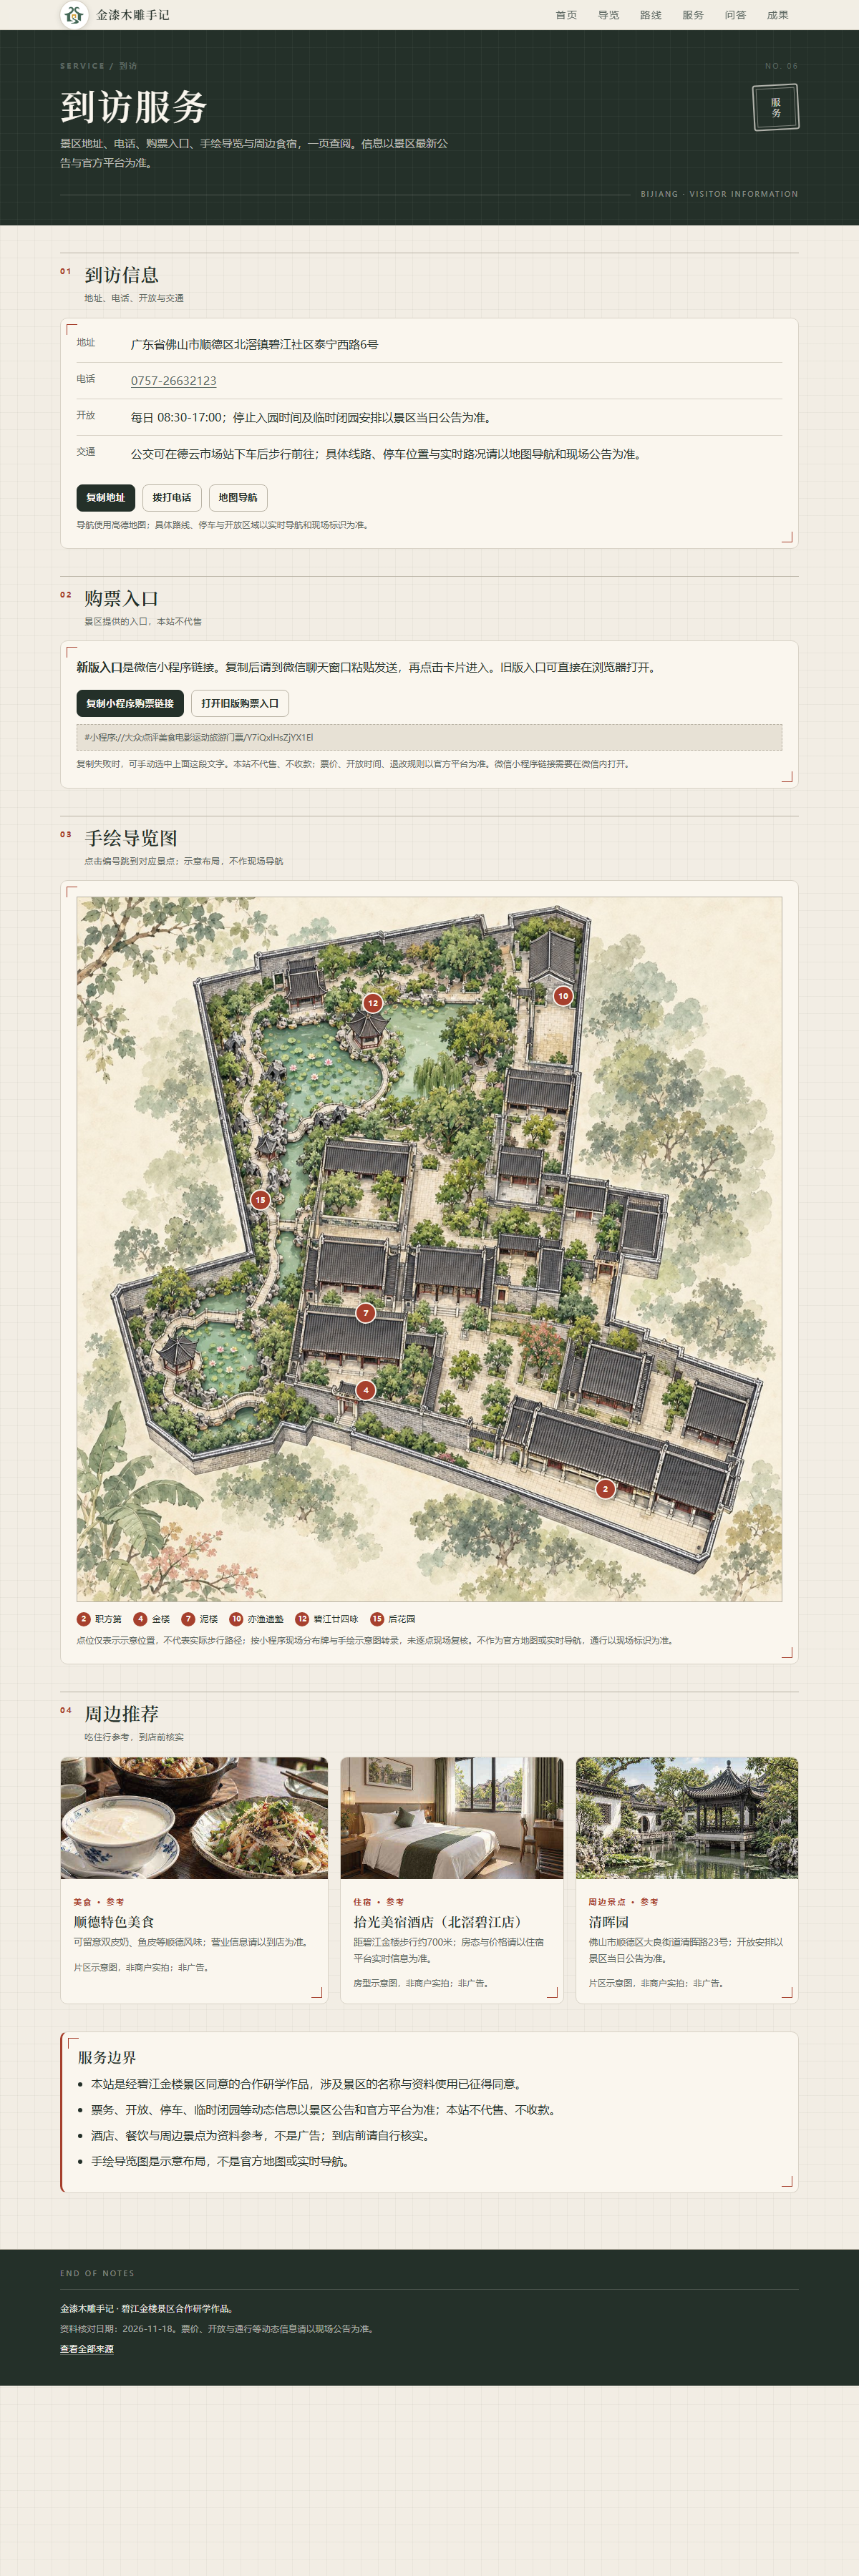 金漆木雕手记
首页 导览 路线 服务 问答 成果
SERVICE / 到访
NO. 06
到访服务
服务
景区地址、电话、购票入口、手绘导览与周边食宿，一页查阅。信息以景区最新公
告与官方平台为准。
BIJIANG · VISITOR INFORMATION
01 到访信息
地址、电话、开放与交通
地址 广东省佛山市顺德区北滘镇碧江社区泰宁西路6号
电话 0757-26632123
开放 每日 08:30-17:00；停止入园时间及临时闭园安排以景区当日公告为准。
交通 公交可在德云市场站下车后步行前往；具体线路、停车位置与实时路况请以地图导航和现场公告为准。
复制地址 拨打电话 地图导航
导航使用高德地图；具体路线、停车与开放区域以实时导航和现场标识为准。
02 购票入口
景区提供的入口，本站不代售
新版入口是微信小程序链接。复制后请到微信聊天窗口粘贴发送，再点击卡片进入。旧版入口可直接在浏览器打开。
复制小程序购票链接 打开旧版购票入口
#小程序://大众点评美食电影运动旅游门票/Y7iQxlHsZjYX1El
复制失败时，可手动选中上面这段文字。本站不代售、不收款；票价、开放时间、退改规则以官方平台为准。微信小程序链接需要在微信内打开。
03 手绘导览图
点击编号跳到对应景点；示意布局，不作现场导航
12
10
15
7
4
2
2 职方第 4 金楼 7 泥楼 10 亦渔遗塾 12 碧江廿四咏 15 后花园
点位仅表示示意位置，不代表实际步行路径；按小程序现场分布牌与手绘示意图转录，未逐点现场复核。不作为官方地图或实时导航，通行以现场标识为准。
04 周边推荐
吃住行参考，到店前核实
美食 • 参考
顺德特色美食
可留意双皮奶、鱼皮等顺德风味；营业信息请以到店为准。
片区示意图，非商户实拍；非广告。
住宿 • 参考
拾光美宿酒店（北滘碧江店）
距碧江金楼步行约700米；房态与价格请以住宿
平台实时信息为准。
房型示意图，非商户实拍；非广告。
周边景点 • 参考
清晖园
佛山市顺德区大良街道清晖路23号；开放安排以
景区当日公告为准。
片区示意图，非商户实拍；非广告。
服务边界
• 本站是经碧江金楼景区同意的合作研学作品，涉及景区的名称与资料使用已征得同意。
• 票务、开放、停车、临时闭园等动态信息以景区公告和官方平台为准；本站不代售、不收款。
• 酒店、餐饮与周边景点为资料参考，不是广告；到店前请自行核实。
• 手绘导览图是示意布局，不是官方地图或实时导航。
END OF NOTES
金漆木雕手记 · 碧江金楼景区合作研学作品。
资料核对日期：2026-11-18。票价、开放与通行等动态信息请以现场公告为准。
查看全部来源